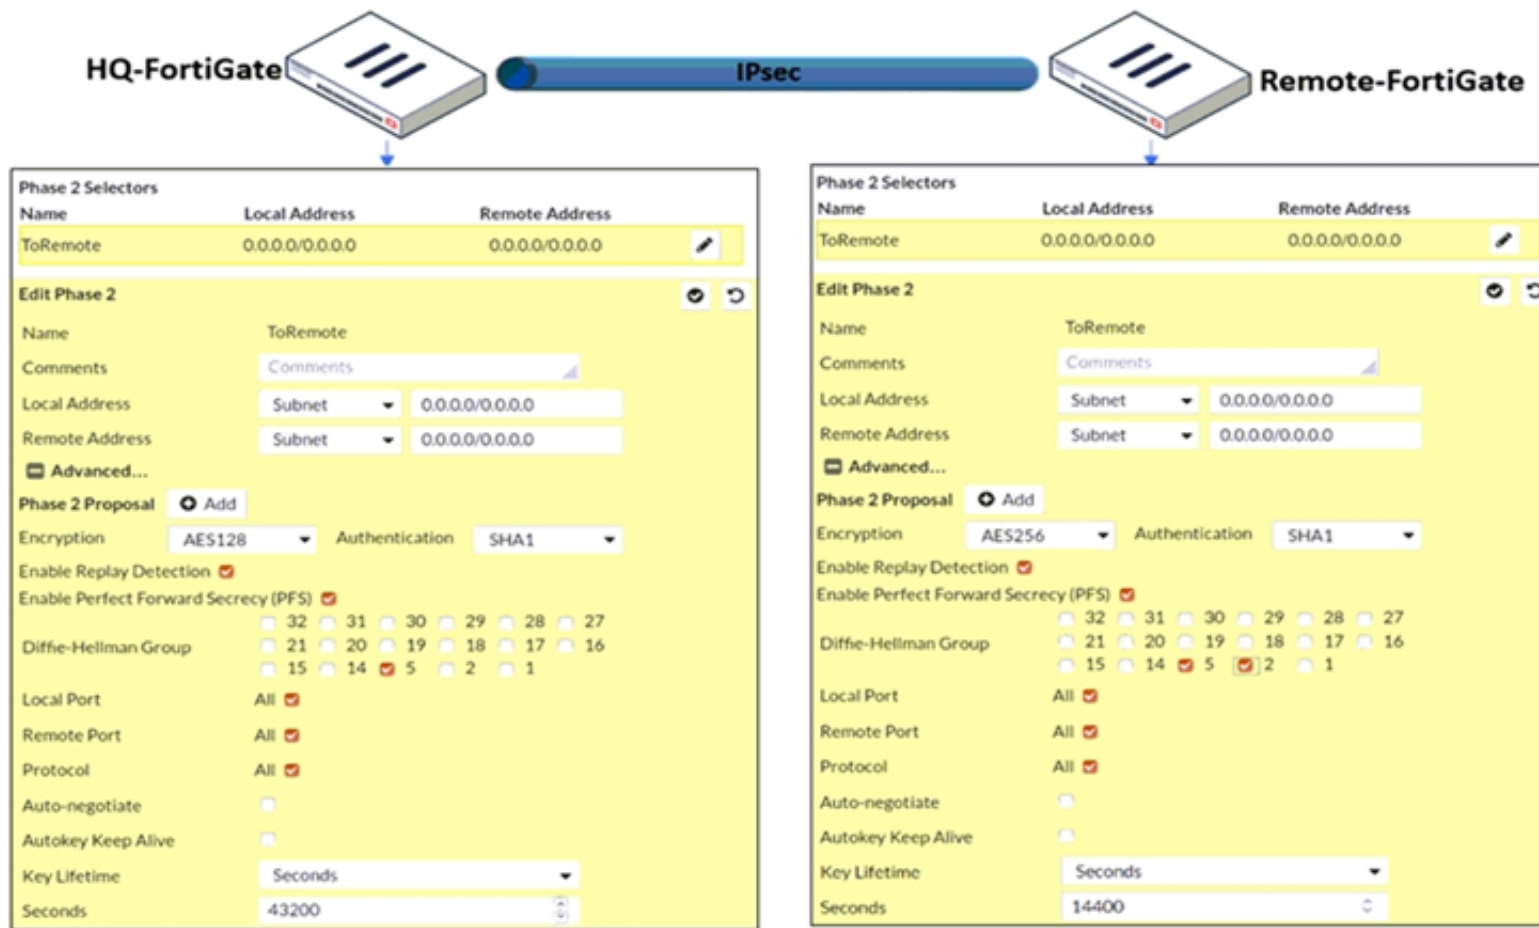 HQ-FortiGate
IPsec
Remote-FortiGate
Phase 2 Selectors
Name Local Address Remote Address
ToRemote 0.0.0.0/0.0.0.0 0.0.0.0/0.0.0.0
Edit Phase 2
Name ToRemote
Comments Comments
Local Address Subnet 0.0.0.0/0.0.0.0
Remote Address Subnet 0.0.0.0/0.0.0.0
Advanced...
Phase 2 Proposal Add
Encryption AES128 Authentication SHA1
Enable Replay Detection
Enable Perfect Forward Secrecy (PFS)
32 31 30 29 28 27
Diffie-Hellman Group 21 20 19 18 17 16
15 14 5 2 1
Local Port All
Remote Port All
Protocol All
Auto-negotiate
Autokey Keep Alive
Key Lifetime Seconds
Seconds 43200
Phase 2 Selectors
Name Local Address Remote Address
ToRemote 0.0.0.0/0.0.0.0 0.0.0.0/0.0.0.0
Edit Phase 2
Name ToRemote
Comments Comments
Local Address Subnet 0.0.0.0/0.0.0.0
Remote Address Subnet 0.0.0.0/0.0.0.0
Advanced...
Phase 2 Proposal Add
Encryption AES256 Authentication SHA1
Enable Replay Detection
Enable Perfect Forward Secrecy (PFS)
32 31 30 29 28 27
Diffie-Hellman Group 21 20 19 18 17 16
15 14 5 2 1
Local Port All
Remote Port All
Protocol All
Auto-negotiate
Autokey Keep Alive
Key Lifetime Seconds
Seconds 14400